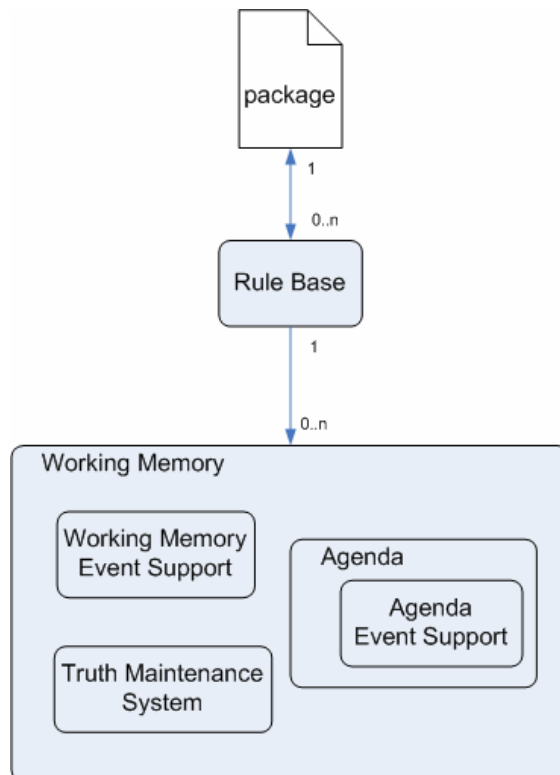 package
1
0..n
Rule Base
1
0..n
Working Memory
Working Memory
Event Support
Agenda
Agenda
Event Support
Truth Maintenance
System